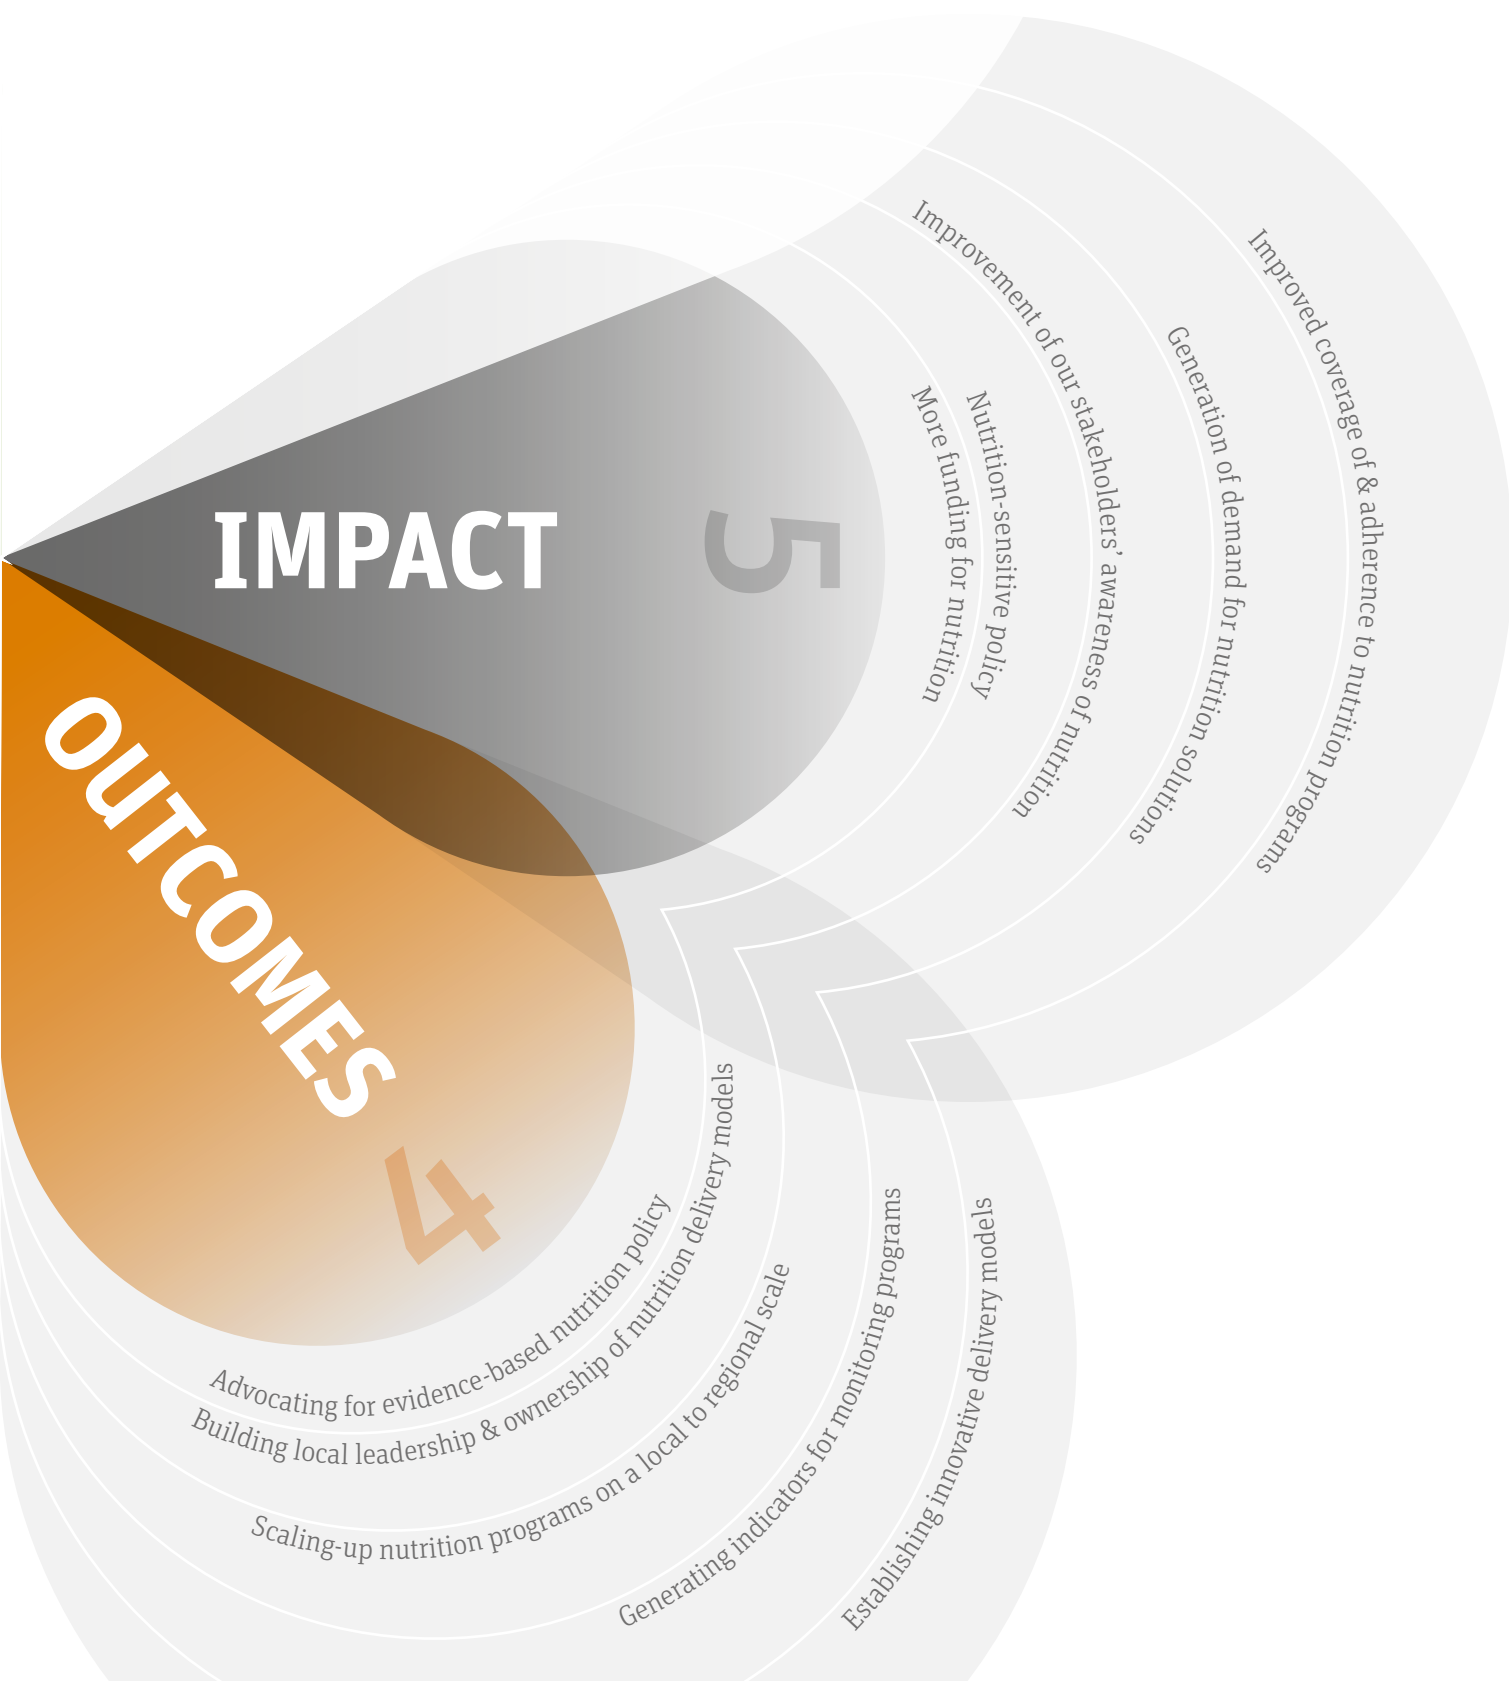 IMPACT
5
More funding for nutrition
Nutrition-sensitive policy
Improvement of our stakeholders’ awareness of nutrition
Generation of demand for nutrition solutions
Improved coverage of & adherence to nutrition programs
OUTCOMES
4
Advocating for evidence-based nutrition policy
Building local leadership & ownership of nutrition delivery models
Scaling-up nutrition programs on a local to regional scale
Generating indicators for monitoring programs
Establishing innovative delivery models